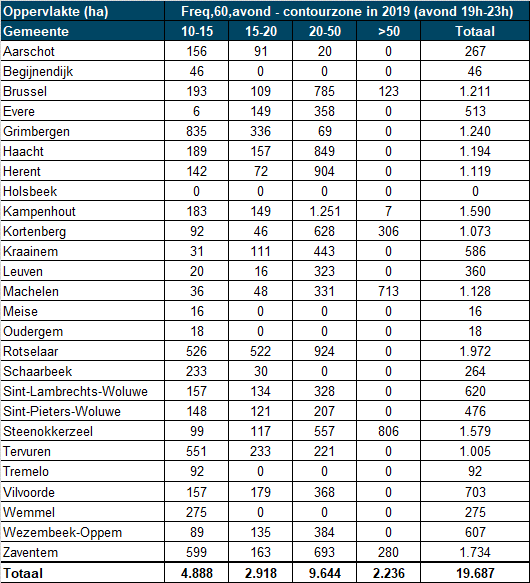 Oppervlakte (ha) Freq,60,avond - contourzone in 2019 (avond 19h-23h)
Gemeente 10-15 15-20 20-50 >50 Totaal
Aarschot 156 91 20 0 267
Begijnendijk 46 0 0 0 46
Brussel 193 109 785 123 1.211
Evere 6 149 358 0 513
Grimbergen 835 336 69 0 1.240
Haacht 189 157 849 0 1.194
Herent 142 72 904 0 1.119
Holsbeek 0 0 0 0 0
Kampenhout 183 149 1.251 7 1.590
Kortenberg 92 46 628 306 1.073
Kraainem 31 111 443 0 586
Leuven 20 16 323 0 360
Machelen 36 48 331 713 1.128
Meise 16 0 0 0 16
Oudergem 18 0 0 0 18
Rotselaar 526 522 924 0 1.972
Schaarbeek 233 30 0 0 264
Sint-Lambrechts-Woluwe 157 134 328 0 620
Sint-Pieters-Woluwe 148 121 207 0 476
Steenokkerzeel 99 117 557 806 1.579
Tervuren 551 233 221 0 1.005
Tremelo 92 0 0 0 92
Vilvoorde 157 179 368 0 703
Wemmel 275 0 0 0 275
Wezembeek-Oppem 89 135 384 0 607
Zaventem 599 163 693 280 1.734
Totaal 4.888 2.918 9.644 2.236 19.687